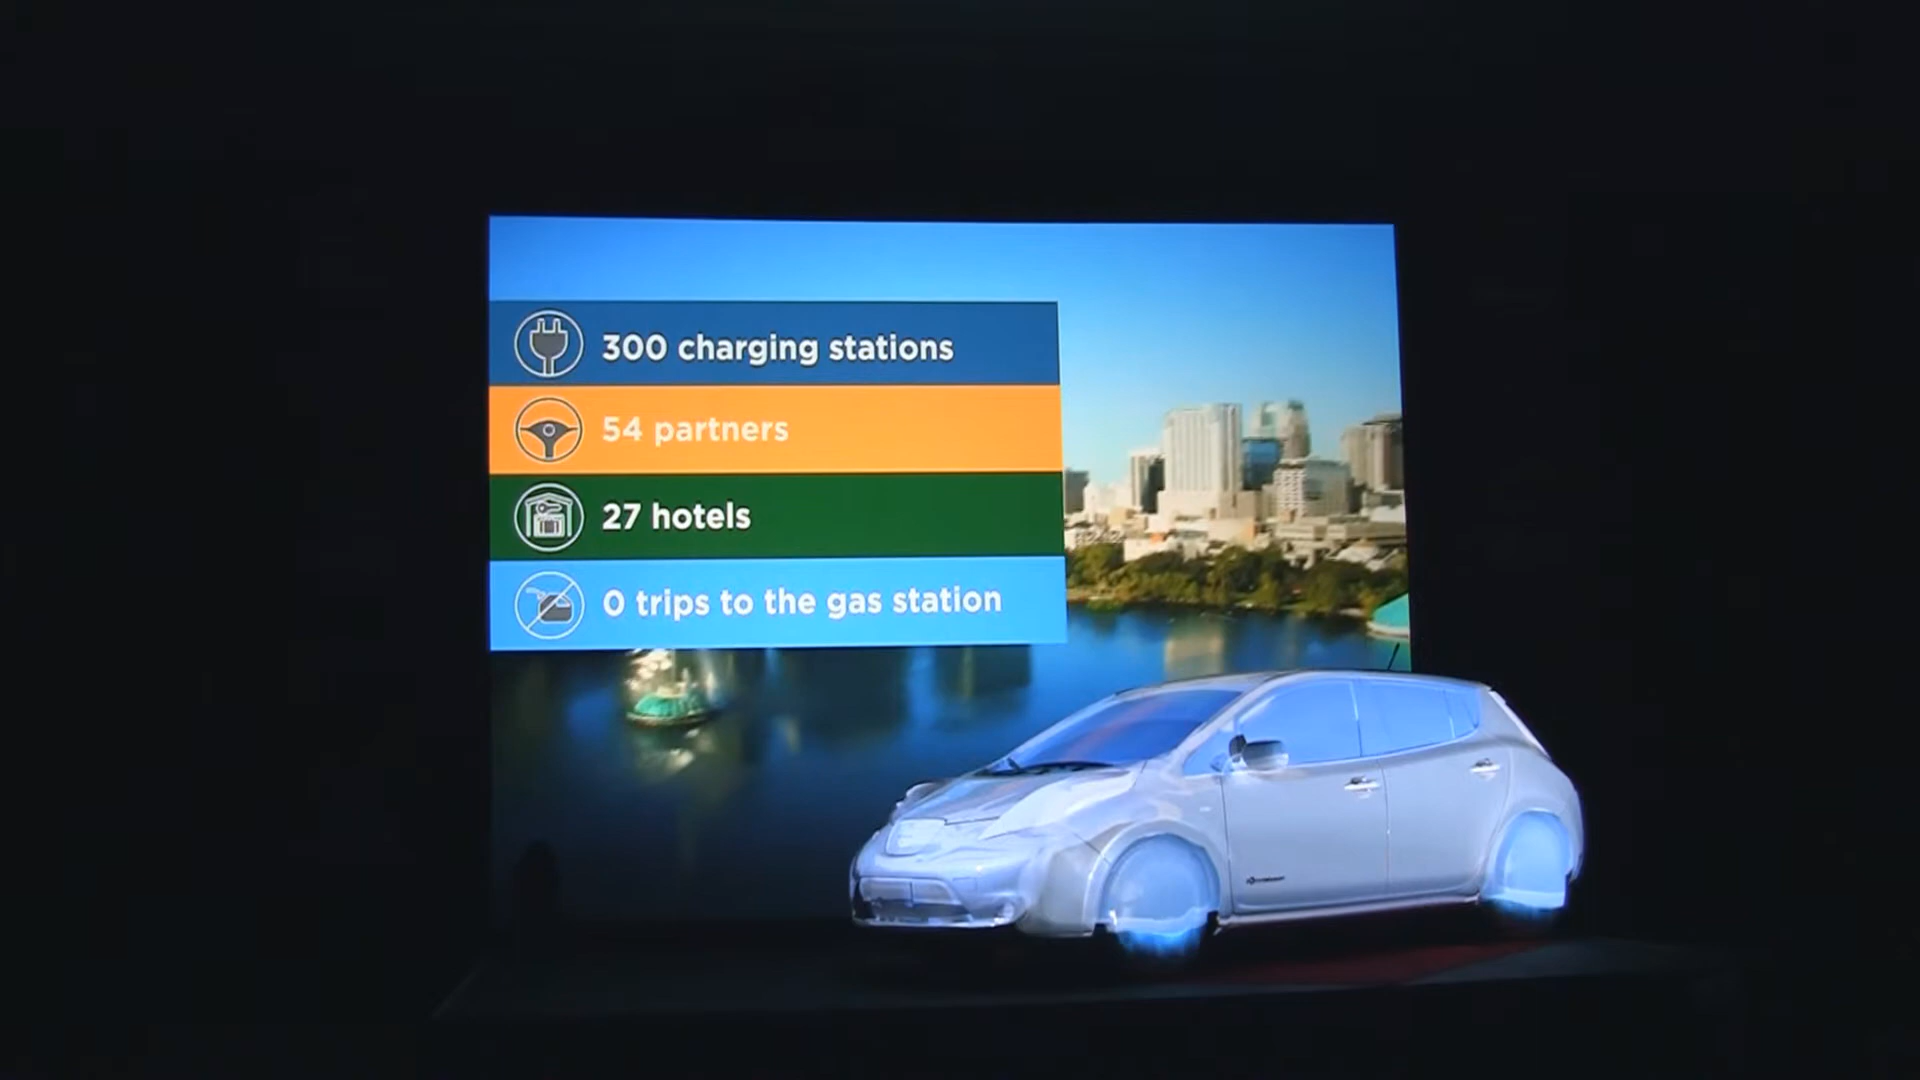 300 charging stations
54 partners
27 hotels
0 trips to the gas station